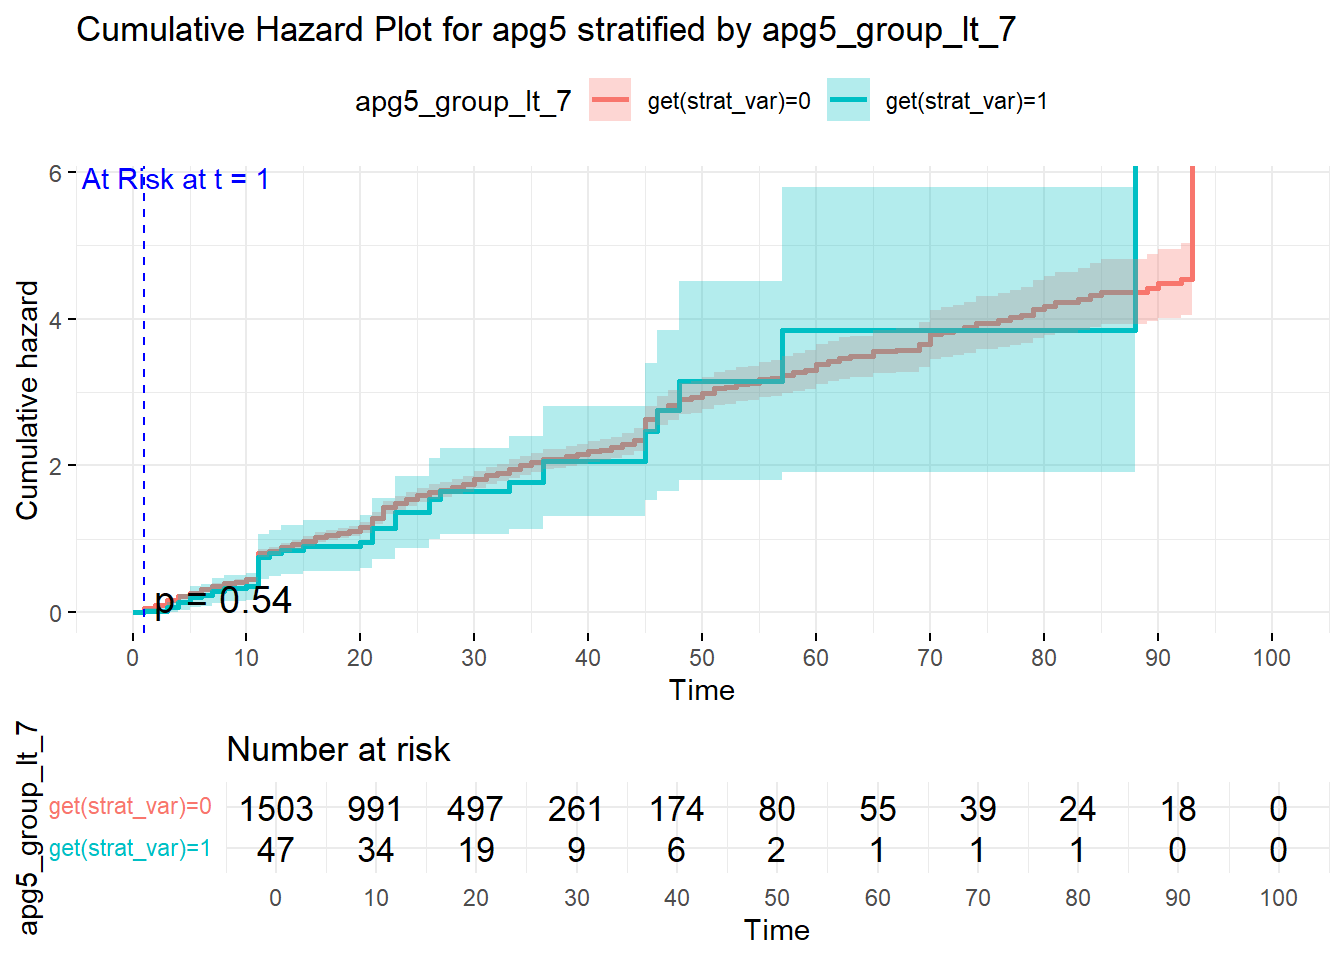 Cumulative Hazard Plot for apg5 stratified by apg5_group_lt_7
apg5_group_lt_7 get(strat_var)=0 get(strat_var)=1
At Risk at t = 1
6
4
2
0
Cumulative hazard
p = 0.54
0 10 20 30 40 50 60 70 80 90 100
Time
Number at risk
apg5_group_lt_7
get(strat_var)=0 1503 991 497 261 174 80 55 39 24 18 0
get(strat_var)=1 47 34 19 9 6 2 1 1 1 0 0
0 10 20 30 40 50 60 70 80 90 100
Time